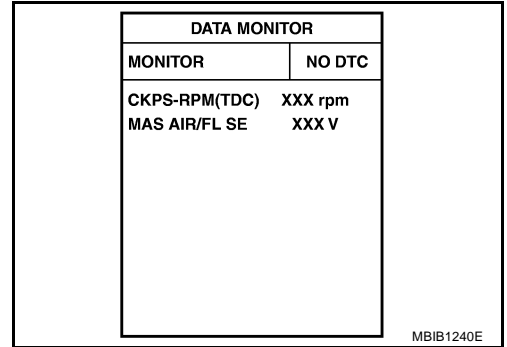 DATA MONITOR
MONITOR NO DTC
CKPS-RPM(TDC) XXX rpm
MAS AIR/FL SE XXX V
MBIB1240E